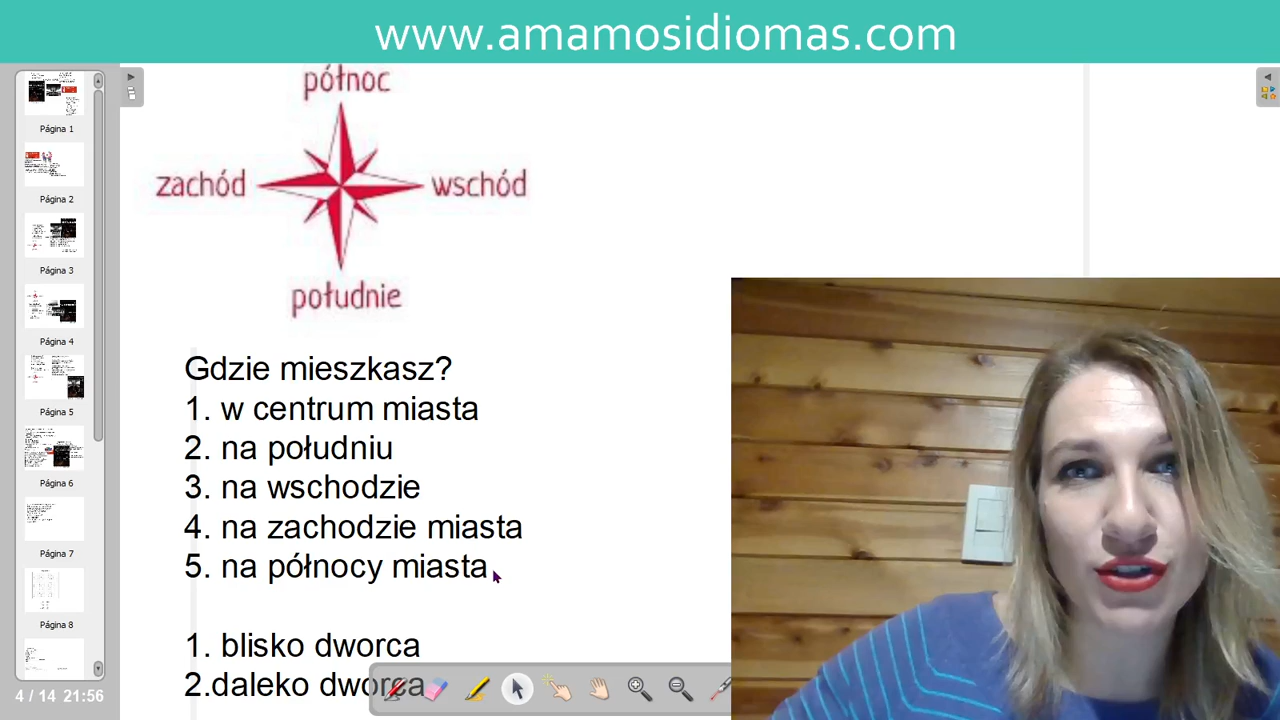 www.amamosidiomas.com
północ
zachód
wschód
południe
Gdzie mieszkasz?
1. w centrum miasta
2. na południu
3. na wschodzie
4. na zachodzie miasta
5. na północy miasta
1. blisko dworca
2.daleko dworca
Página 1
Página 2
Página 3
Página 4
Página 5
Página 6
Página 7
Página 8
4 / 14 21:56